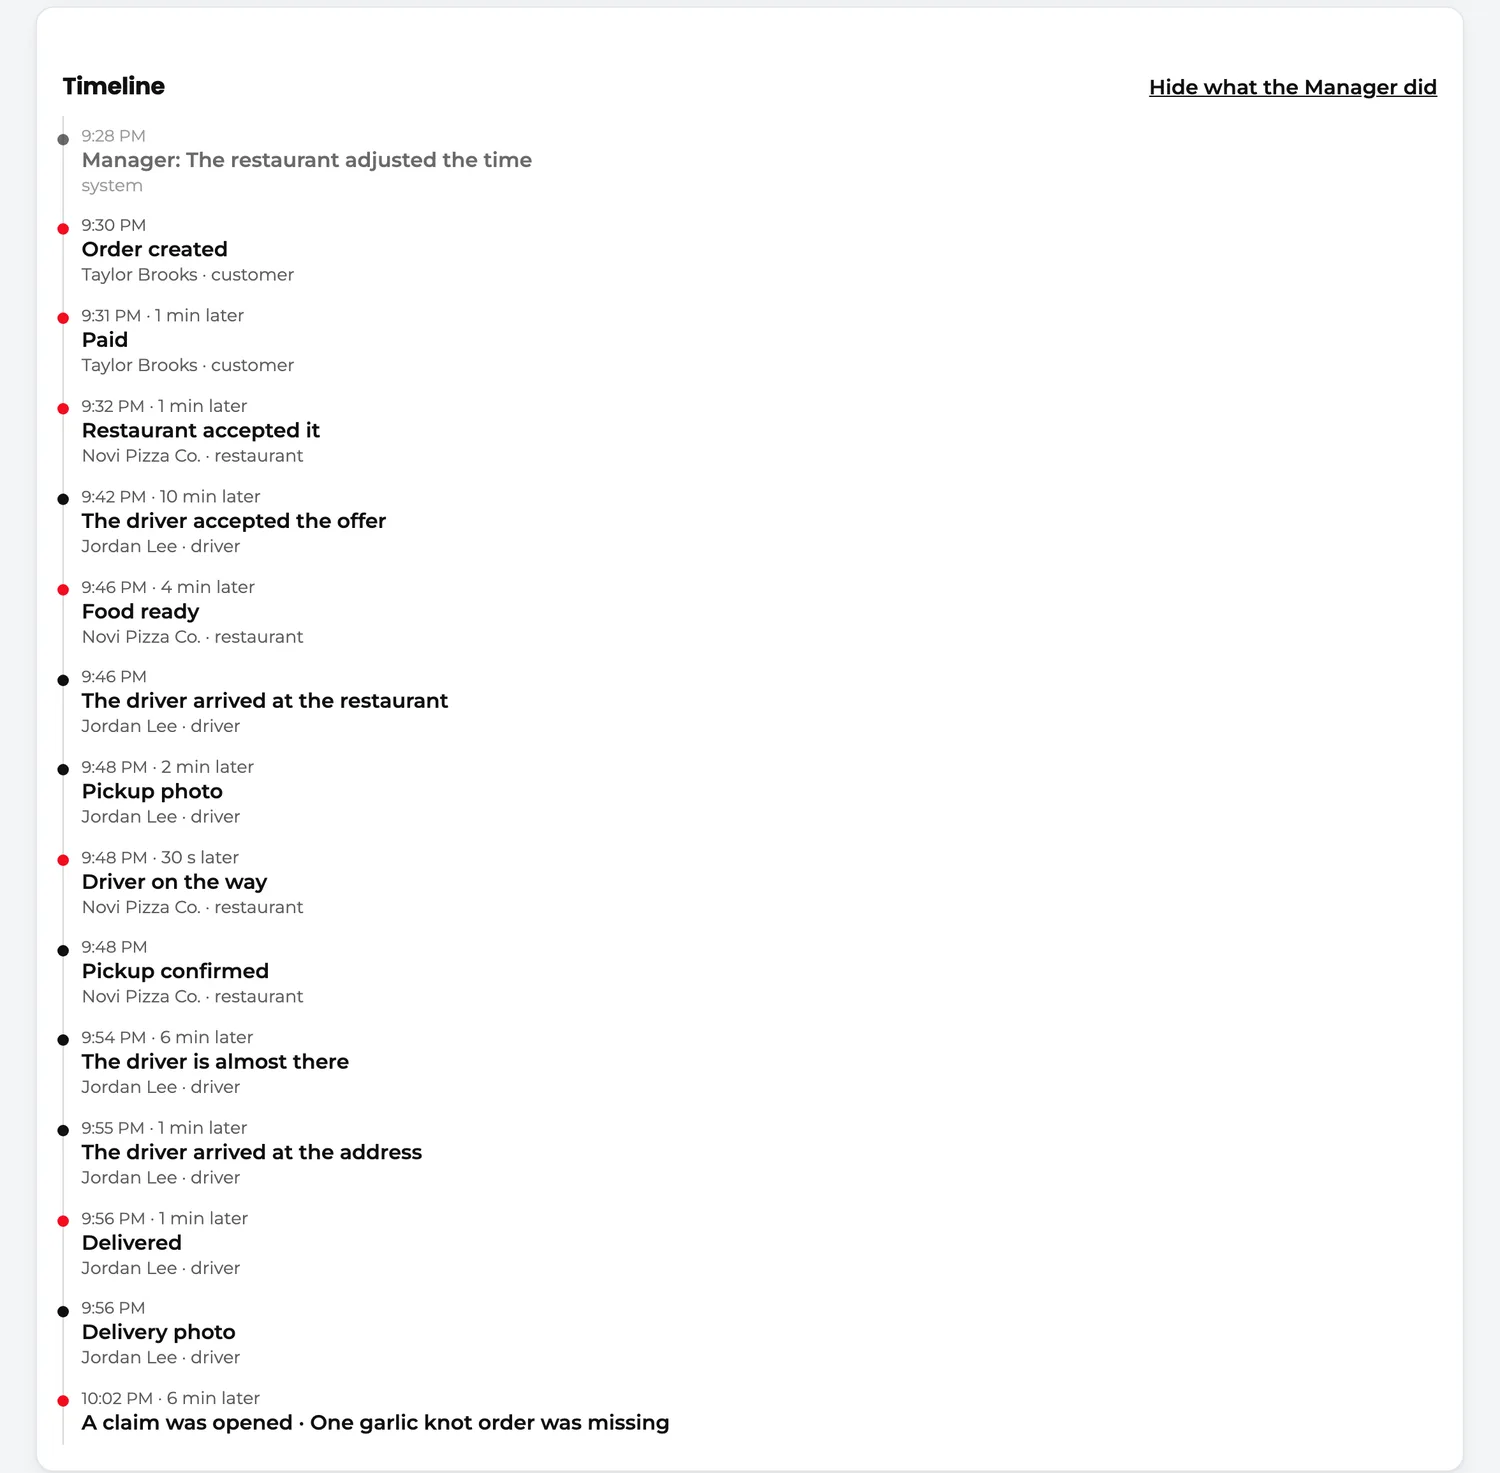 Timeline
Hide what the Manager did
9:28 PM
Manager: The restaurant adjusted the time
system
9:30 PM
Order created
Taylor Brooks · customer
9:31 PM · 1 min later
Paid
Taylor Brooks · customer
9:32 PM · 1 min later
Restaurant accepted it
Novi Pizza Co. · restaurant
9:42 PM · 10 min later
The driver accepted the offer
Jordan Lee · driver
9:46 PM · 4 min later
Food ready
Novi Pizza Co. · restaurant
9:46 PM
The driver arrived at the restaurant
Jordan Lee · driver
9:48 PM · 2 min later
Pickup photo
Jordan Lee · driver
9:48 PM · 30 s later
Driver on the way
Novi Pizza Co. · restaurant
9:48 PM
Pickup confirmed
Novi Pizza Co. · restaurant
9:54 PM · 6 min later
The driver is almost there
Jordan Lee · driver
9:55 PM · 1 min later
The driver arrived at the address
Jordan Lee · driver
9:56 PM · 1 min later
Delivered
Jordan Lee · driver
9:56 PM
Delivery photo
Jordan Lee · driver
10:02 PM · 6 min later
A claim was opened · One garlic knot order was missing